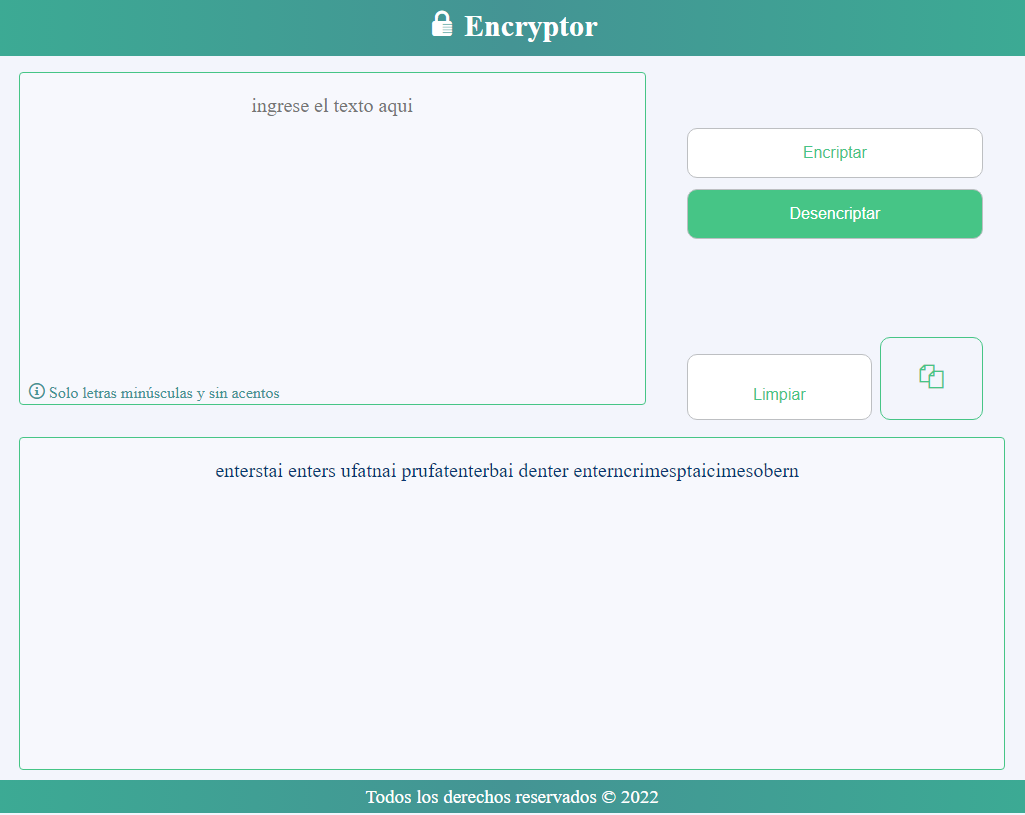 Encryptor
ingrese el texto aqui
Encriptar
Desencriptar
Solo letras minúsculas y sin acentos
Limpiar
enterstai enters ufatnai prufatenterbai denter enterncrimesptaicimesobern
Todos los derechos reservados © 2022